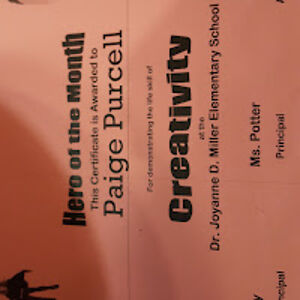 Hero of the Month
This Certificate is Awarded to
Paige Purcell
For demonstrating the life skill of
Creativity
at the
Dr. Joyanne D. Miller Elementary School
Ms. Potter
Principal